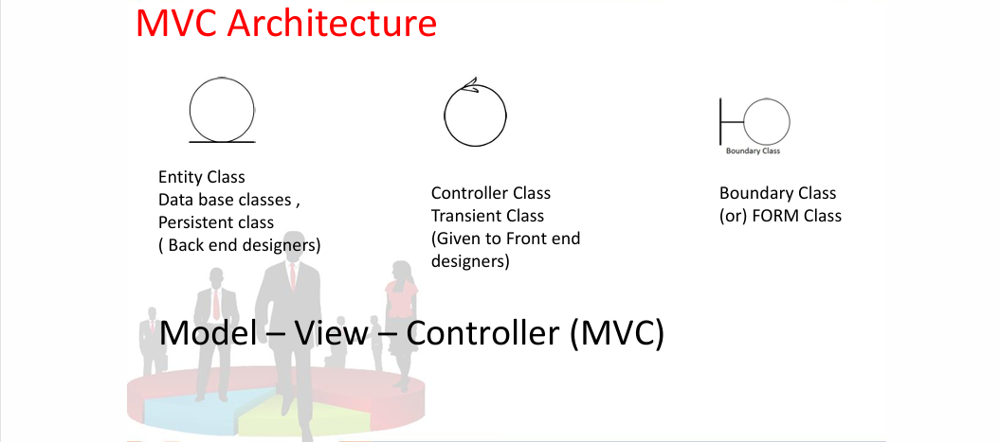 MVC Architecture
Boundary Class
Entity Class
Data base classes ,
Persistent class
( Back end designers)
Controller Class
Transient Class
(Given to Front end
designers)
Boundary Class
(or) FORM Class
Model – View – Controller (MVC)